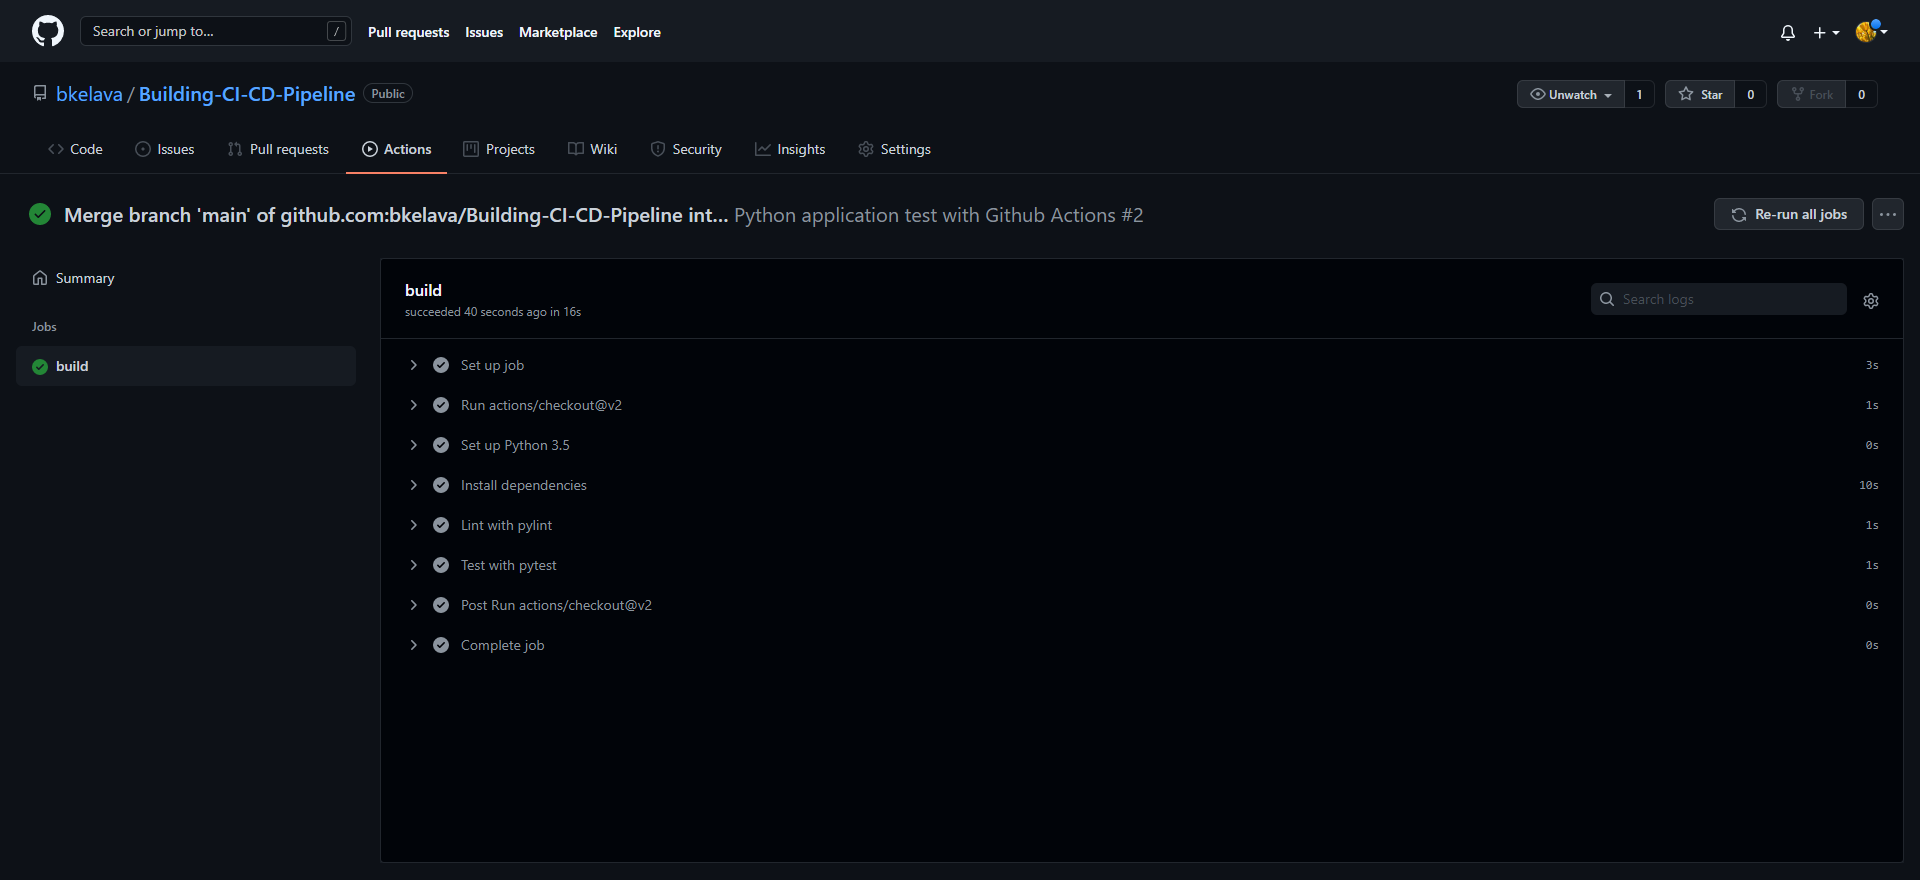 Search or jump to... / Pull requests Issues Marketplace Explore
bkelava / Building-CI-CD-Pipeline Public Unwatch 1 Star 0 Fork 0
Code Issues Pull requests Actions Projects Wiki Security Insights Settings
Merge branch 'main' of github.com:bkelava/Building-CI-CD-Pipeline int... Python application test with Github Actions #2 Re-run all jobs ...
Summary
Jobs
build
build
succeeded 40 seconds ago in 16s
Search logs
Set up job 3s
Run actions/checkout@v2 1s
Set up Python 3.5 0s
Install dependencies 10s
Lint with pylint 1s
Test with pytest 1s
Post Run actions/checkout@v2 0s
Complete job 0s